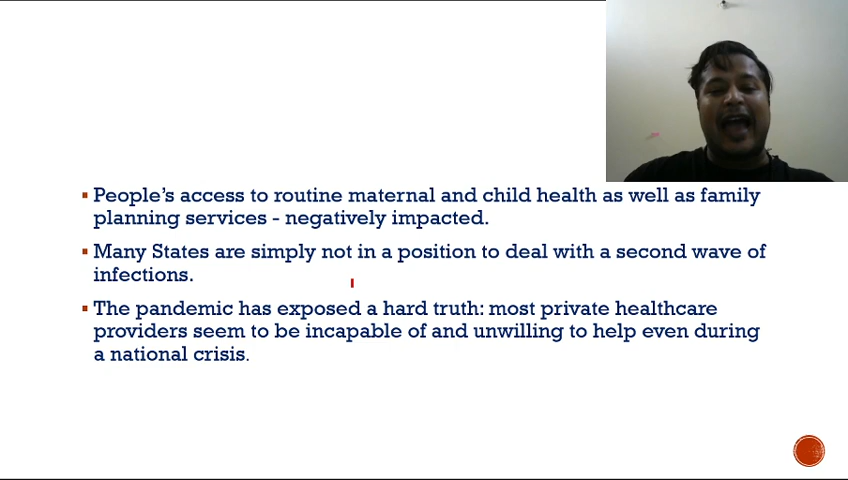 ▪ People's access to routine maternal and child health as well as family
planning services - negatively impacted.
▪ Many States are simply not in a position to deal with a second wave of
infections.
▪ The pandemic has exposed a hard truth: most private healthcare
providers seem to be incapable of and unwilling to help even during
a national crisis.